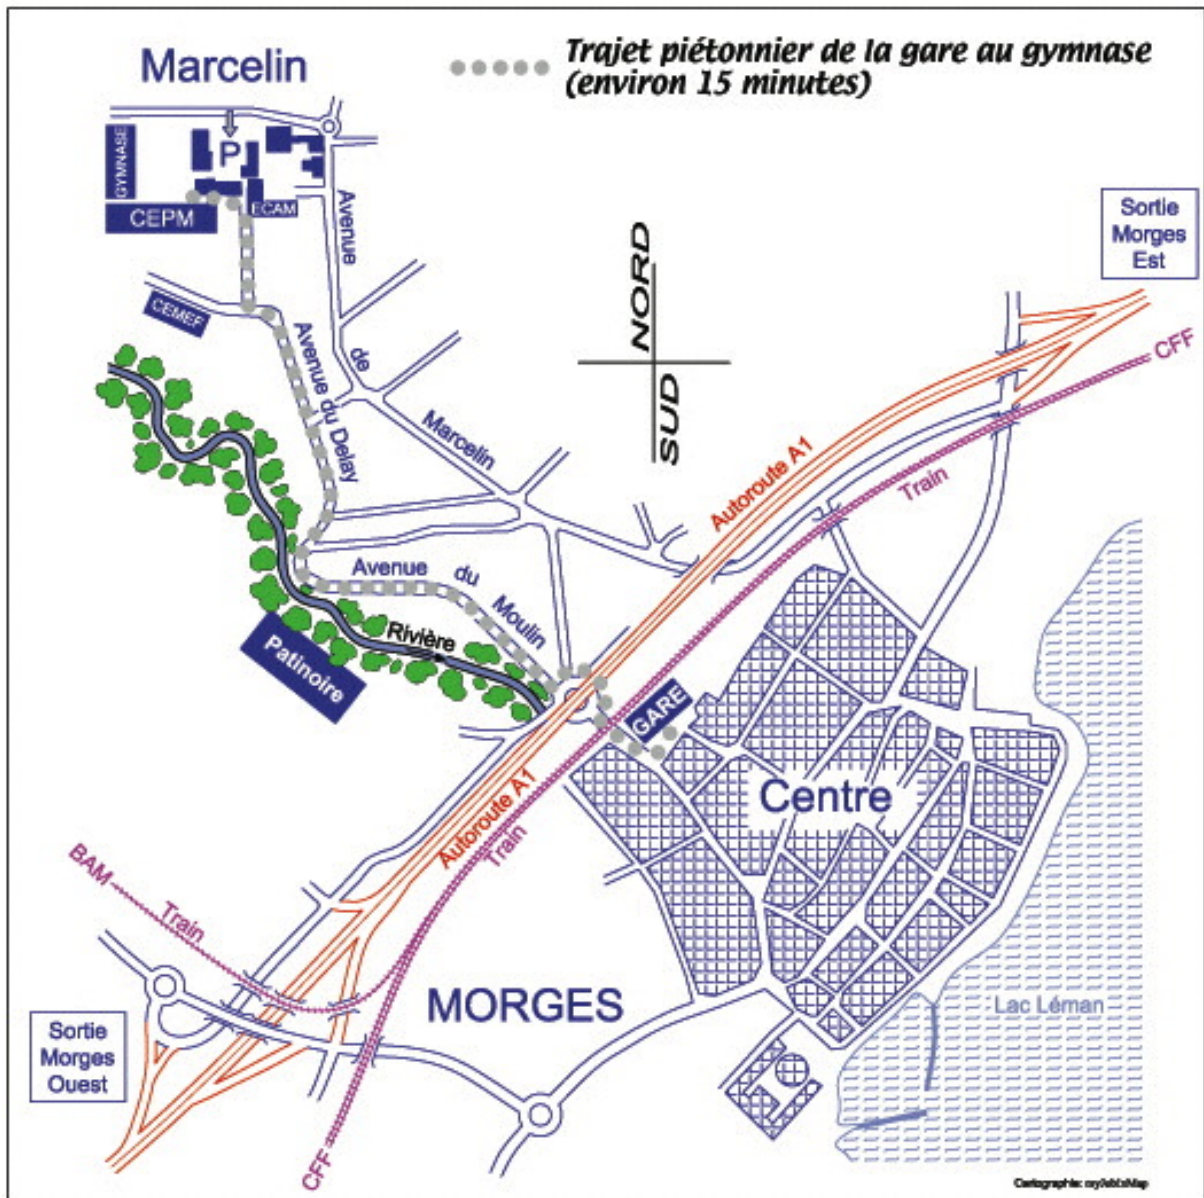 Marcelin
Trajet piétonnier de la gare au gymnase
(environ 15 minutes)
GYMNASE
P
CEPM
ECAM
Avenue
de
Marcelin
CEMEF
Avenue du Delay
NORD
SUD
Sortie
Morges
Est
CFF
Autoroute A1
Train
Avenue du Moulin
Rivière
Patinoire
GARE
Centre
Autoroute A1
Train
BAM
Train
MORGES
Lac Léman
Sortie
Morges
Ouest
CFF
Cartographie: